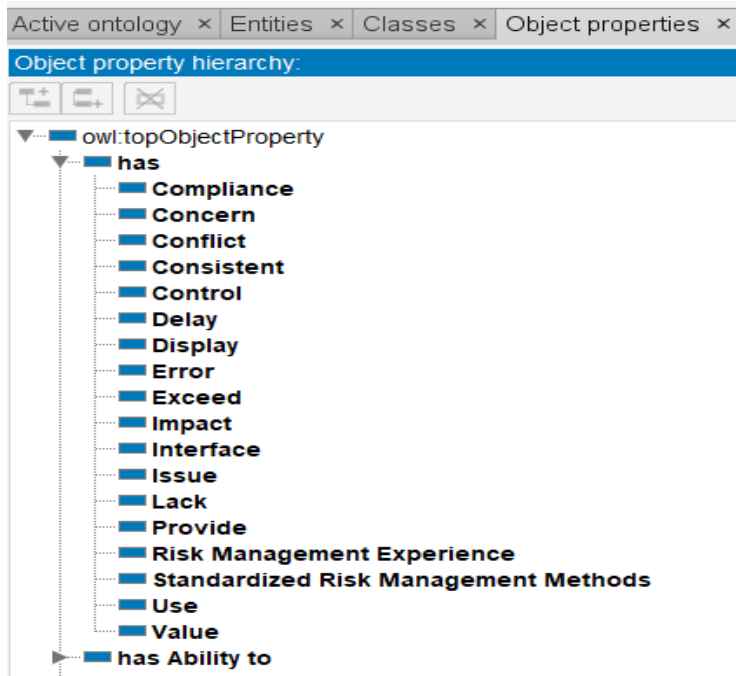 Active ontology × Entities × Classes × Object properties ×
Object property hierarchy:
owl:topObjectProperty
has
Compliance
Concern
Conflict
Consistent
Control
Delay
Display
Error
Exceed
Impact
Interface
Issue
Lack
Provide
Risk Management Experience
Standardized Risk Management Methods
Use
Value
has Ability to